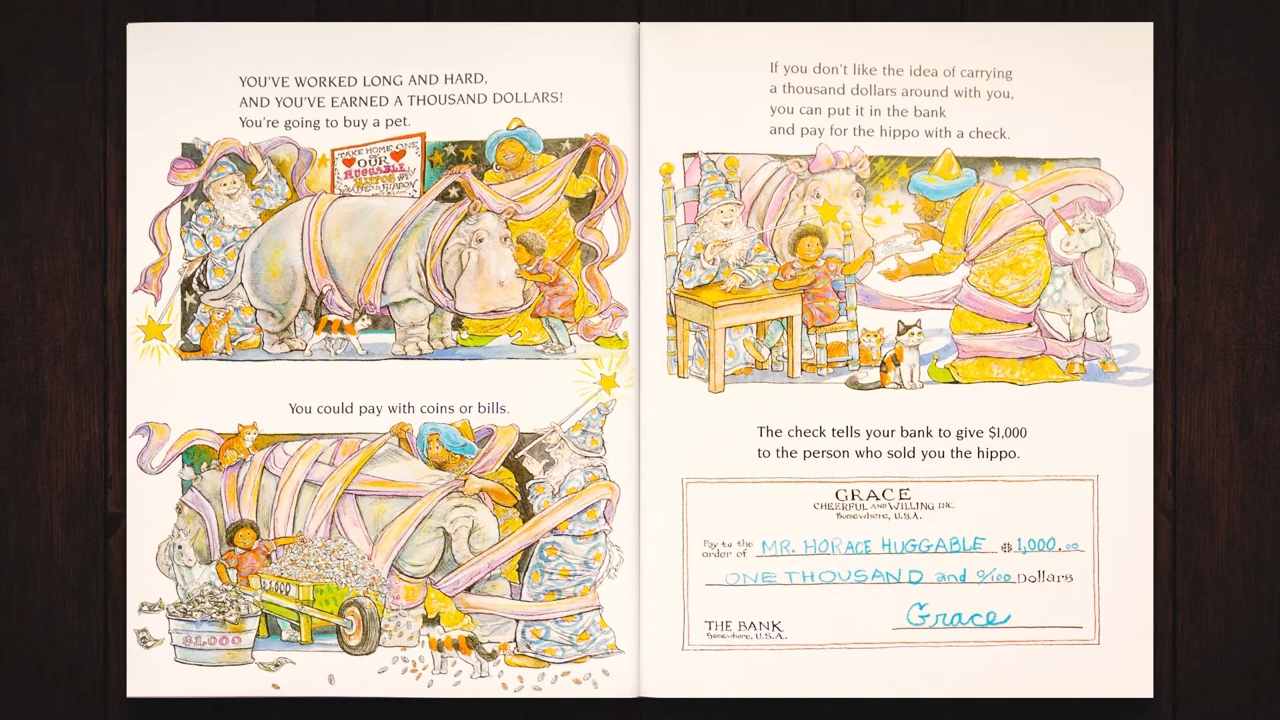 YOU'VE WORKED LONG AND HARD,
AND YOU'VE EARNED A THOUSAND DOLLARS!
You're going to buy a pet.
TAKE HOME ONE
OF
OUR
HUGGABLE
HIPPOS
WRAPPED IN RIBBON
You could pay with coins or bills.
$1,000
$1,000
If you don't like the idea of carrying
a thousand dollars around with you,
you can put it in the bank
and pay for the hippo with a check.
The check tells your bank to give $1,000
to the person who sold you the hippo.
GRACE
CHEERFUL AND WILLING INC.
Somewhere, U.S.A.
Pay to the
order of MR. HORACE HUGGABLE $1,000.00
ONE THOUSAND and 0/100 Dollars
THE BANK
Somewhere, U.S.A.
Grace